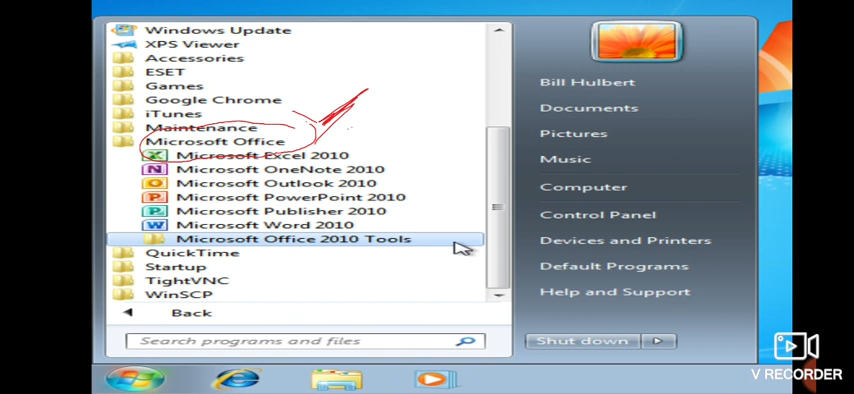 Windows Update
XPS Viewer
Accessories
ESET
Games
Google Chrome
iTunes
Maintenance
Microsoft Office
Microsoft Excel 2010
Microsoft OneNote 2010
Microsoft Outlook 2010
Microsoft PowerPoint 2010
Microsoft Publisher 2010
Microsoft Word 2010
Microsoft Office 2010 Tools
QuickTime
Startup
TightVNC
WinSCP
Back
Search programs and files
Bill Hulbert
Documents
Pictures
Music
Computer
Control Panel
Devices and Printers
Default Programs
Help and Support
Shut down
V RECORDER